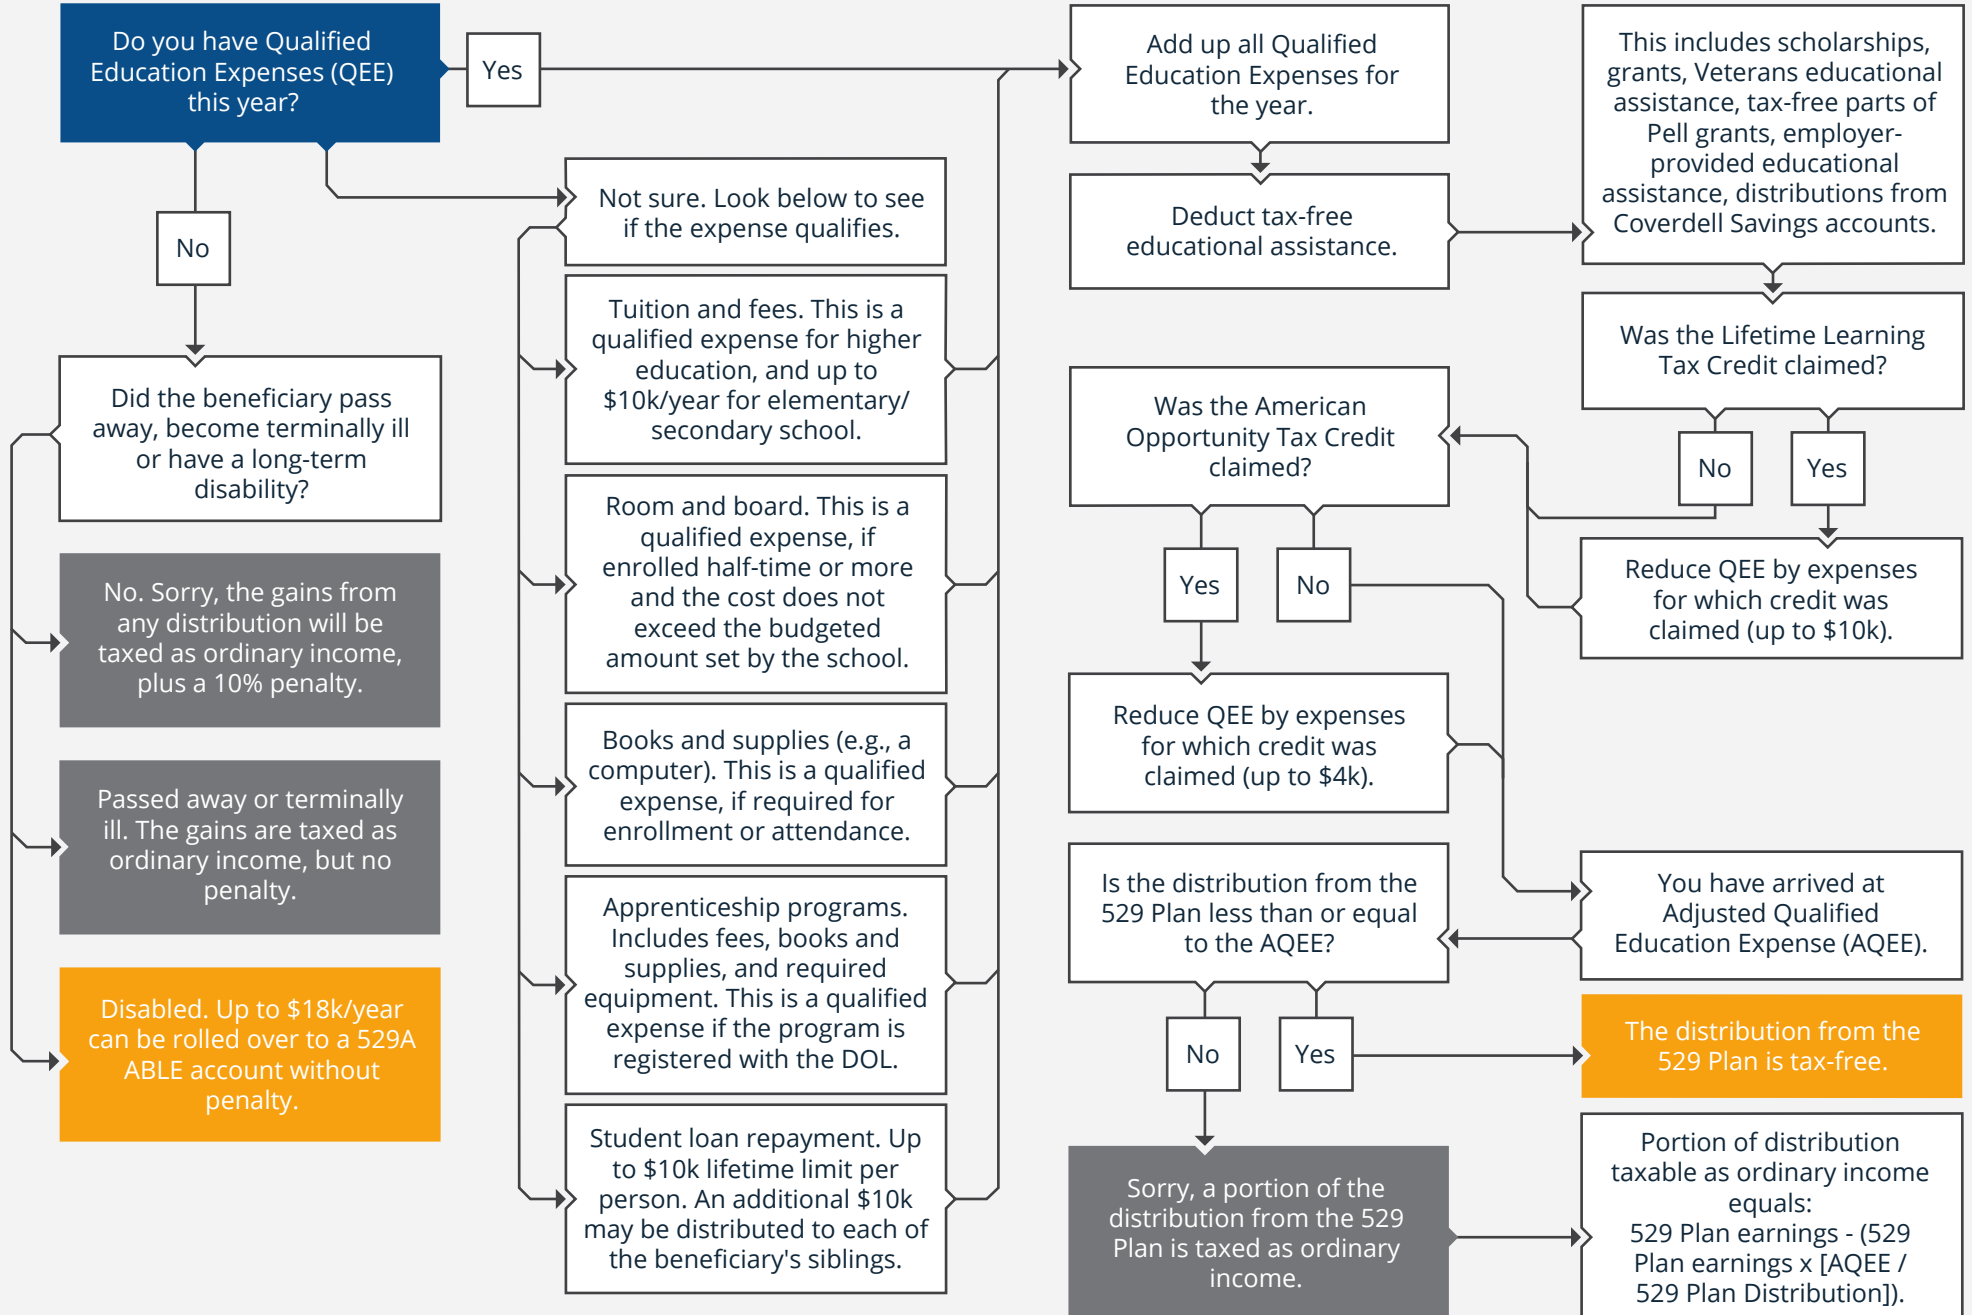 Do you have Qualified
Education Expenses (QEE)
this year?
Yes
No
Did the beneficiary pass
away, become terminally ill
or have a long-term
disability?
No. Sorry, the gains from
any distribution will be
taxed as ordinary income,
plus a 10% penalty.
Passed away or terminally
ill. The gains are taxed as
ordinary income, but no
penalty.
Disabled. Up to $18k/year
can be rolled over to a 529A
ABLE account without
penalty.
Not sure. Look below to see
if the expense qualifies.
Tuition and fees. This is a
qualified expense for higher
education, and up to
$10k/year for elementary/
secondary school.
Room and board. This is a
qualified expense, if
enrolled half-time or more
and the cost does not
exceed the budgeted
amount set by the school.
Books and supplies (e.g., a
computer). This is a qualified
expense, if required for
enrollment or attendance.
Apprenticeship programs.
Includes fees, books and
supplies, and required
equipment. This is a qualified
expense if the program is
registered with the DOL.
Student loan repayment. Up
to $10k lifetime limit per
person. An additional $10k
may be distributed to each of
the beneficiary's siblings.
Add up all Qualified
Education Expenses for
the year.
Deduct tax-free
educational assistance.
This includes scholarships,
grants, Veterans educational
assistance, tax-free parts of
Pell grants, employer-
provided educational
assistance, distributions from
Coverdell Savings accounts.
Was the Lifetime Learning
Tax Credit claimed?
No
Yes
Reduce QEE by expenses
for which credit was
claimed (up to $10k).
Was the American
Opportunity Tax Credit
claimed?
Yes
No
Reduce QEE by expenses
for which credit was
claimed (up to $4k).
You have arrived at
Adjusted Qualified
Education Expense (AQEE).
Is the distribution from the
529 Plan less than or equal
to the AQEE?
No
Yes
The distribution from the
529 Plan is tax-free.
Sorry, a portion of the
distribution from the 529
Plan is taxed as ordinary
income.
Portion of distribution
taxable as ordinary income
equals:
529 Plan earnings - (529
Plan earnings x [AQEE /
529 Plan Distribution]).